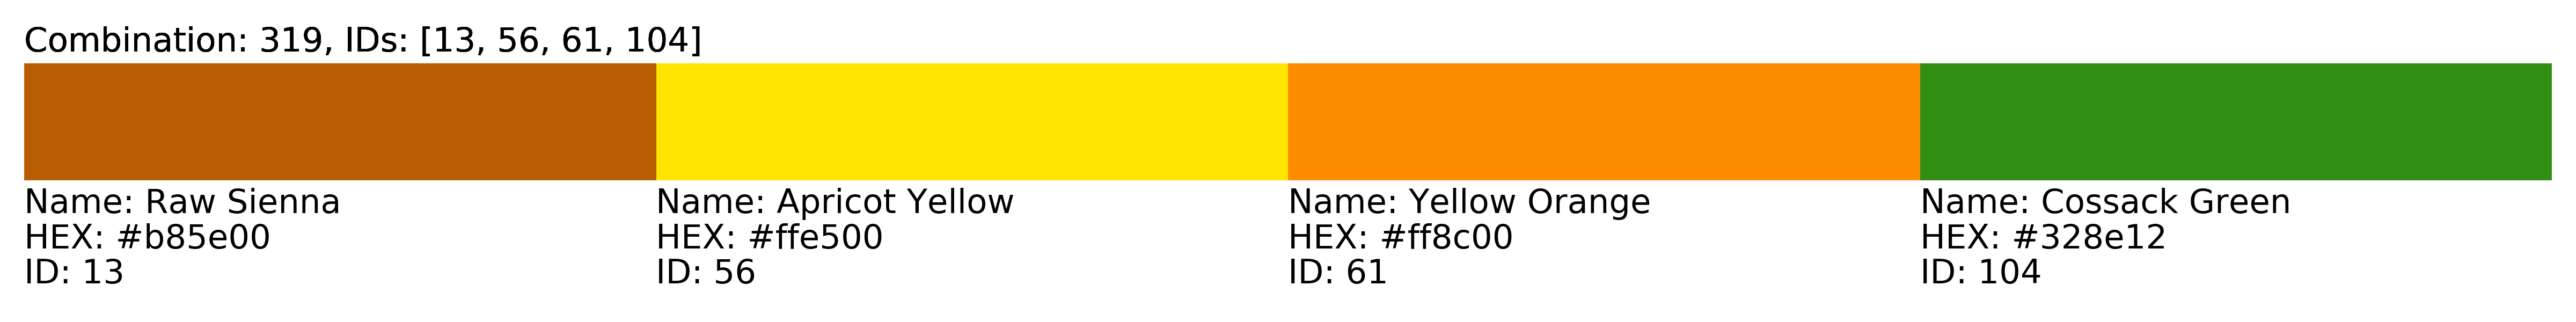 Combination: 319, IDs: [13, 56, 61, 104]
Name: Raw Sienna
HEX: #b85e00
ID: 13
Name: Apricot Yellow
HEX: #ffe500
ID: 56
Name: Yellow Orange
HEX: #ff8c00
ID: 61
Name: Cossack Green
HEX: #328e12
ID: 104